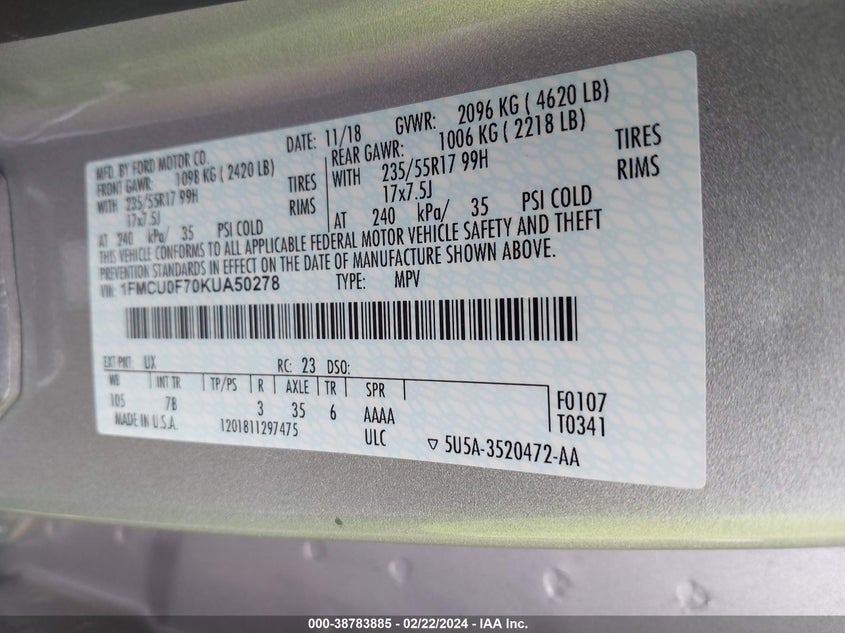 MFD. BY FORD MOTOR CO.
DATE: 11/18 GVWR: 2096 KG ( 4620 LB)
FRONT GAWR: 1098 KG ( 2420 LB)
REAR GAWR: 1006 KG ( 2218 LB)
WITH 235/55R17 99H TIRES
WITH 235/55R17 99H TIRES
17x7.5J RIMS
17x7.5J RIMS
AT 240 kPa/ 35 PSI COLD
AT 240 kPa/ 35 PSI COLD
THIS VEHICLE CONFORMS TO ALL APPLICABLE FEDERAL MOTOR VEHICLE SAFETY AND THEFT
PREVENTION STANDARDS IN EFFECT ON THE DATE OF MANUFACTURE SHOWN ABOVE.
VIN: 1FMCU0F70KUA50278 TYPE: MPV
EXT PNT: UX RC: 23 DSO:
WB INT TR TP/PS R AXLE TR SPR
105 7B 3 35 6 AAAA
F0107
T0341
MADE IN U.S.A. 1201811297475 ULC
5U5A-3520472-AA
000-38783885 - 02/22/2024 - IAA Inc.